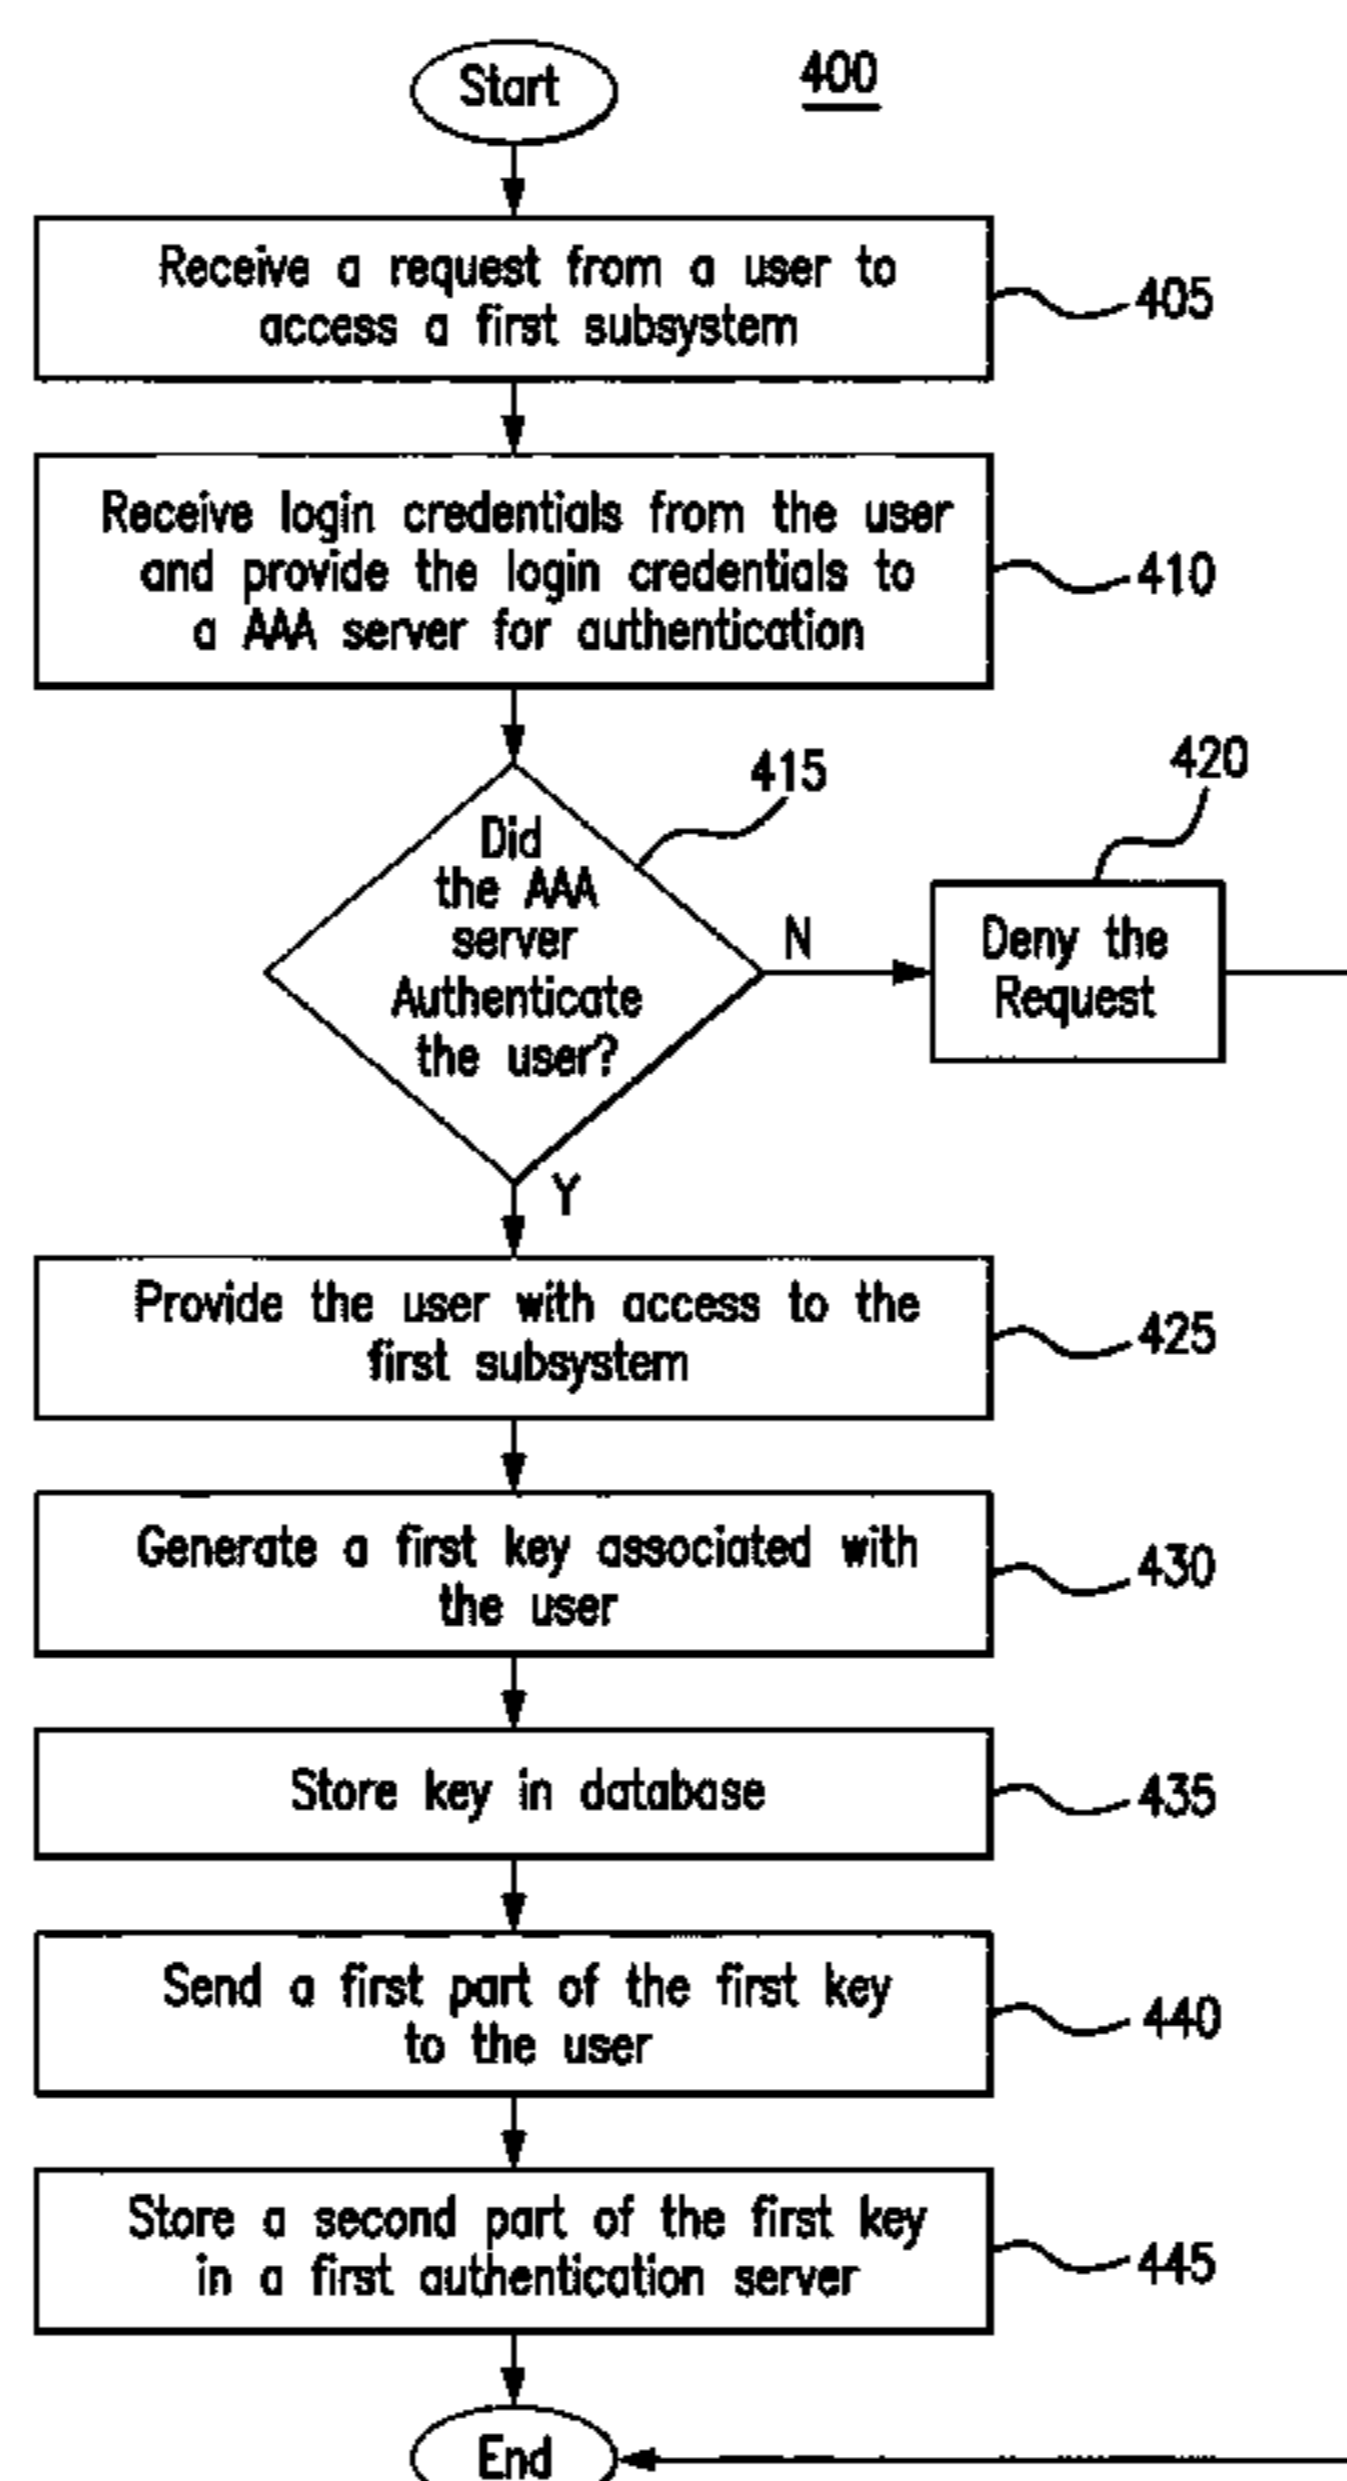 Start
400
Receive a request from a user to
access a first subsystem
405
Receive login credentials from the user
and provide the login credentials to
a AAA server for authentication
410
415
Did
the AAA
server
Authenticate
the user?
N
420
Deny the
Request
Y
Provide the user with access to the
first subsystem
425
Generate a first key associated with
the user
430
Store key in database
435
Send a first part of the first key
to the user
440
Store a second part of the first key
in a first authentication server
445
End